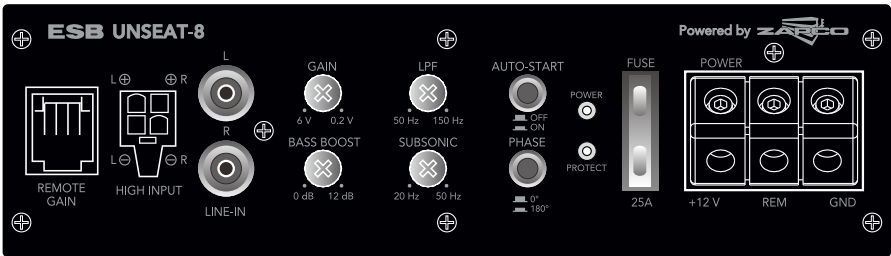 ESB UNSEAT-8
Powered by ZAPCO
L
GAIN
LPF
AUTO-START
FUSE
POWER
L R
6 V 0.2 V
50 Hz 150 Hz
OFF
ON
POWER
R
BASS BOOST
SUBSONIC
PHASE
PROTECT
L R
REMOTE
GAIN
HIGH INPUT
LINE-IN
0 dB 12 dB
20 Hz 50 Hz
0°
180°
25A
+12 V REM GND